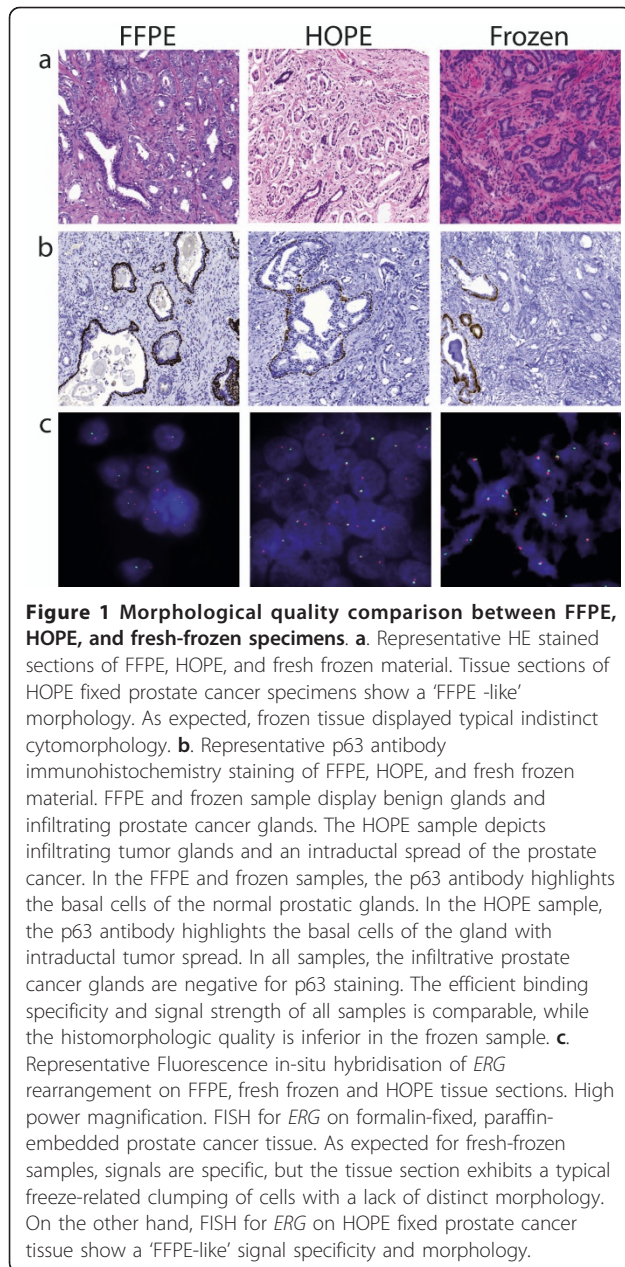 FFPE HOPE Frozen
a
b
c
Figure 1 Morphological quality comparison between FFPE,
HOPE, and fresh-frozen specimens. a. Representative HE stained
sections of FFPE, HOPE, and fresh frozen material. Tissue sections of
HOPE fixed prostate cancer specimens show a ‘FFPE -like’
morphology. As expected, frozen tissue displayed typical indistinct
cytomorphology. b. Representative p63 antibody
immunohistochemistry staining of FFPE, HOPE, and fresh frozen
material. FFPE and frozen sample display benign glands and
infiltrating prostate cancer glands. The HOPE sample depicts
infiltrating tumor glands and an intraductal spread of the prostate
cancer. In the FFPE and frozen samples, the p63 antibody highlights
the basal cells of the normal prostatic glands. In the HOPE sample,
the p63 antibody highlights the basal cells of the gland with
intraductal tumor spread. In all samples, the infiltrative prostate
cancer glands are negative for p63 staining. The efficient binding
specificity and signal strength of all samples is comparable, while
the histomorphologic quality is inferior in the frozen sample. c.
Representative Fluorescence in-situ hybridisation of ERG
rearrangement on FFPE, fresh frozen and HOPE tissue sections. High
power magnification. FISH for ERG on formalin-fixed, paraffin-
embedded prostate cancer tissue. As expected for fresh-frozen
samples, signals are specific, but the tissue section exhibits a typical
freeze-related clumping of cells with a lack of distinct morphology.
On the other hand, FISH for ERG on HOPE fixed prostate cancer
tissue show a ‘FFPE-like’ signal specificity and morphology.